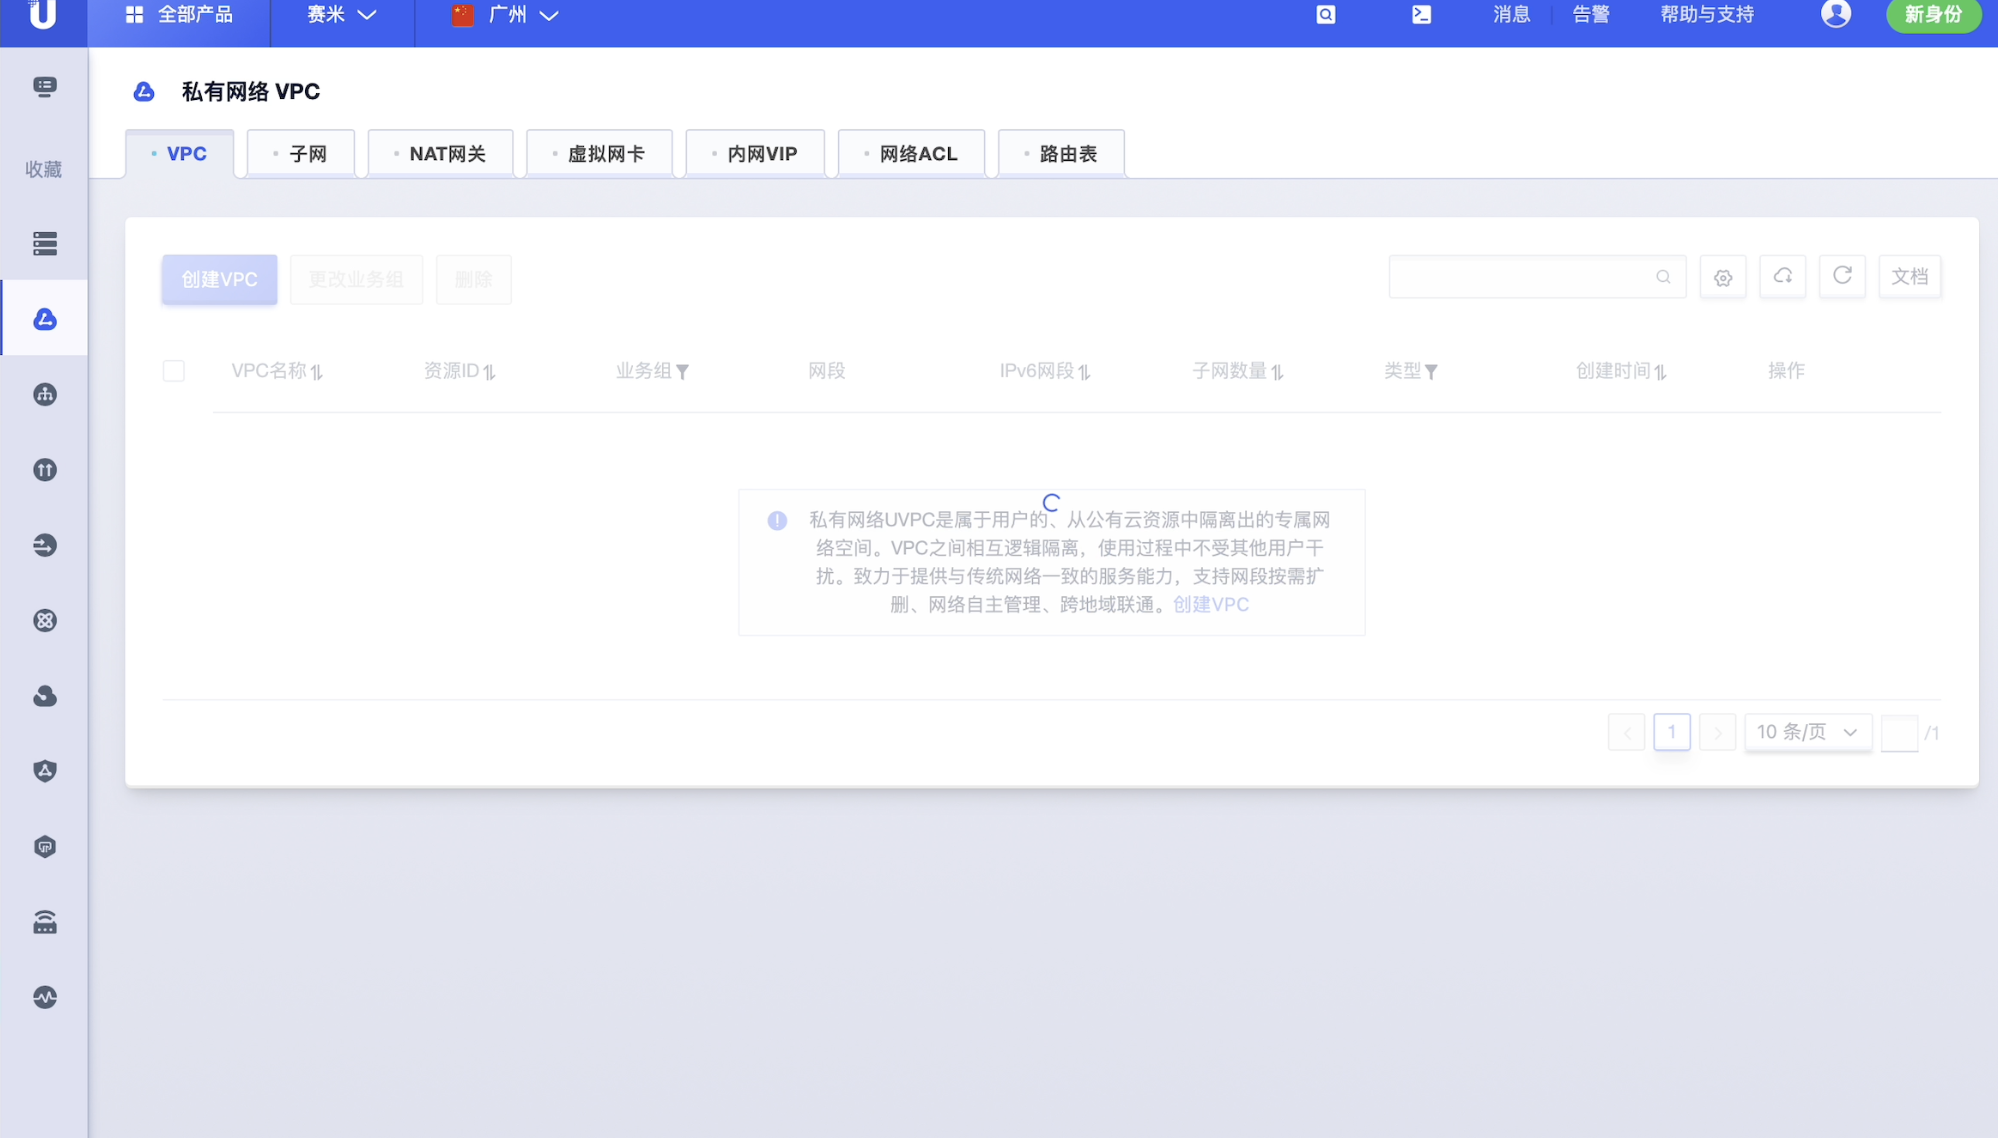 全部产品
赛米
广州
消息
告警
帮助与支持
新身份
私有网络 VPC
收藏
VPC
子网
NAT网关
虚拟网卡
内网VIP
网络ACL
路由表
创建VPC
更改业务组
删除
文档
VPC名称
资源ID
业务组
网段
IPv6网段
子网数量
类型
创建时间
操作
私有网络UVPC是属于用户的、从公有云资源中隔离出的专属网
络空间。VPC之间相互逻辑隔离，使用过程中不受其他用户干
扰。致力于提供与传统网络一致的服务能力，支持网段按需扩
删、网络自主管理、跨地域联通。创建VPC
1
10 条/页
/1